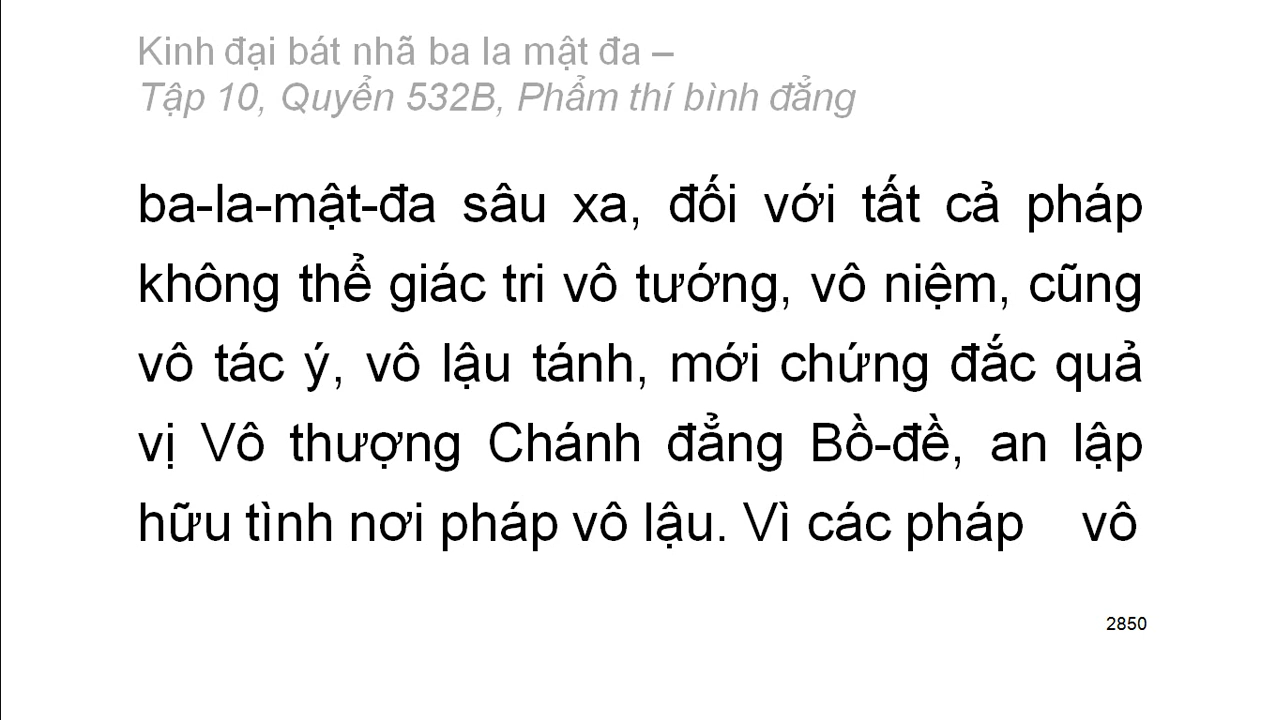 Kinh đại bát nhã ba la mật đa –
Tập 10, Quyển 532B, Phẩm thí bình đẳng
ba-la-mật-đa sâu xa, đối với tất cả pháp
không thể giác tri vô tướng, vô niệm, cũng
vô tác ý, vô lậu tánh, mới chứng đắc quả
vị Vô thượng Chánh đẳng Bồ-đề, an lập
hữu tình nơi pháp vô lậu. Vì các pháp vô
2850